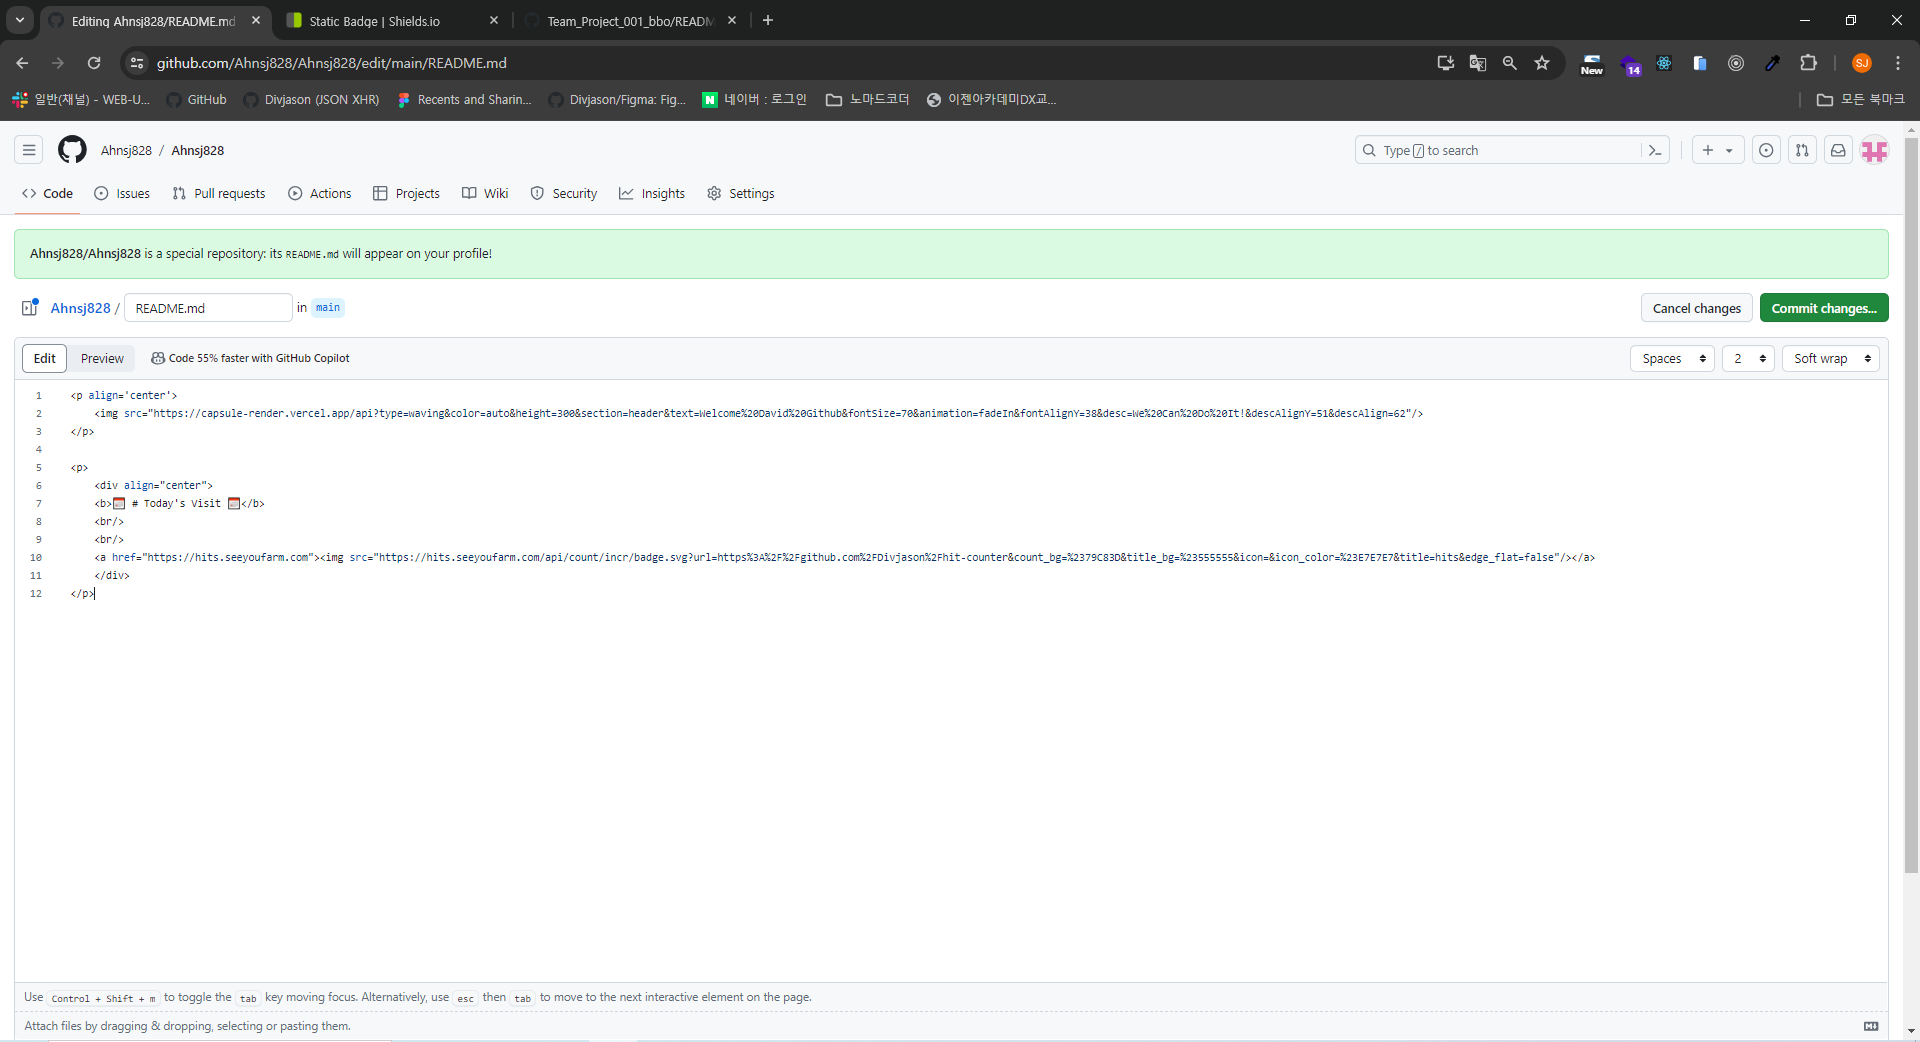 Editing Ahnsj828/README.md
Static Badge | Shields.io
Team_Project_001_bbo/READM
github.com/Ahnsj828/Ahnsj828/edit/main/README.md
New
14
SJ
일반(채널) - WEB-U...
GitHub
Divjason (JSON XHR)
Recents and Sharin...
Divjason/Figma: Fig...
N
네이버 : 로그인
노마드코더
이젠아카데미DX교...
모든 북마크
Ahnsj828 / Ahnsj828
Type / to search
Code
Issues
Pull requests
Actions
Projects
Wiki
Security
Insights
Settings
Ahnsj828/Ahnsj828 is a special repository: its README.md will appear on your profile!
Ahnsj828 / README.md in main
Cancel changes
Commit changes...
Edit
Preview
Code 55% faster with GitHub Copilot
Spaces
2
Soft wrap
1 <p align='center'>
2 <img src="https://capsule-render.vercel.app/api?type=waving&color=auto&height=300&section=header&text=Welcome%20David%20Github&fontSize=70&animation=fadeIn&fontAlignY=38&desc=We%20Can%20Do%20It!&descAlignY=51&descAlign=62"/>
3 </p>
4
5 <p>
6 <div align="center">
7 <b>📅 # Today's Visit 📅</b>
8 <br/>
9 <br/>
10 <a href="https://hits.seeyoufarm.com"><img src="https://hits.seeyoufarm.com/api/count/incr/badge.svg?url=https%3A%2F%2Fgithub.com%2FDivjason%2Fhit-counter&count_bg=%2379C83D&title_bg=%23555555&icon=&icon_color=%23E7E7E7&title=hits&edge_flat=false"/></a>
11 </div>
12 </p>
Use Control + Shift + m to toggle the tab key moving focus. Alternatively, use esc then tab to move to the next interactive element on the page.
Attach files by dragging & dropping, selecting or pasting them.